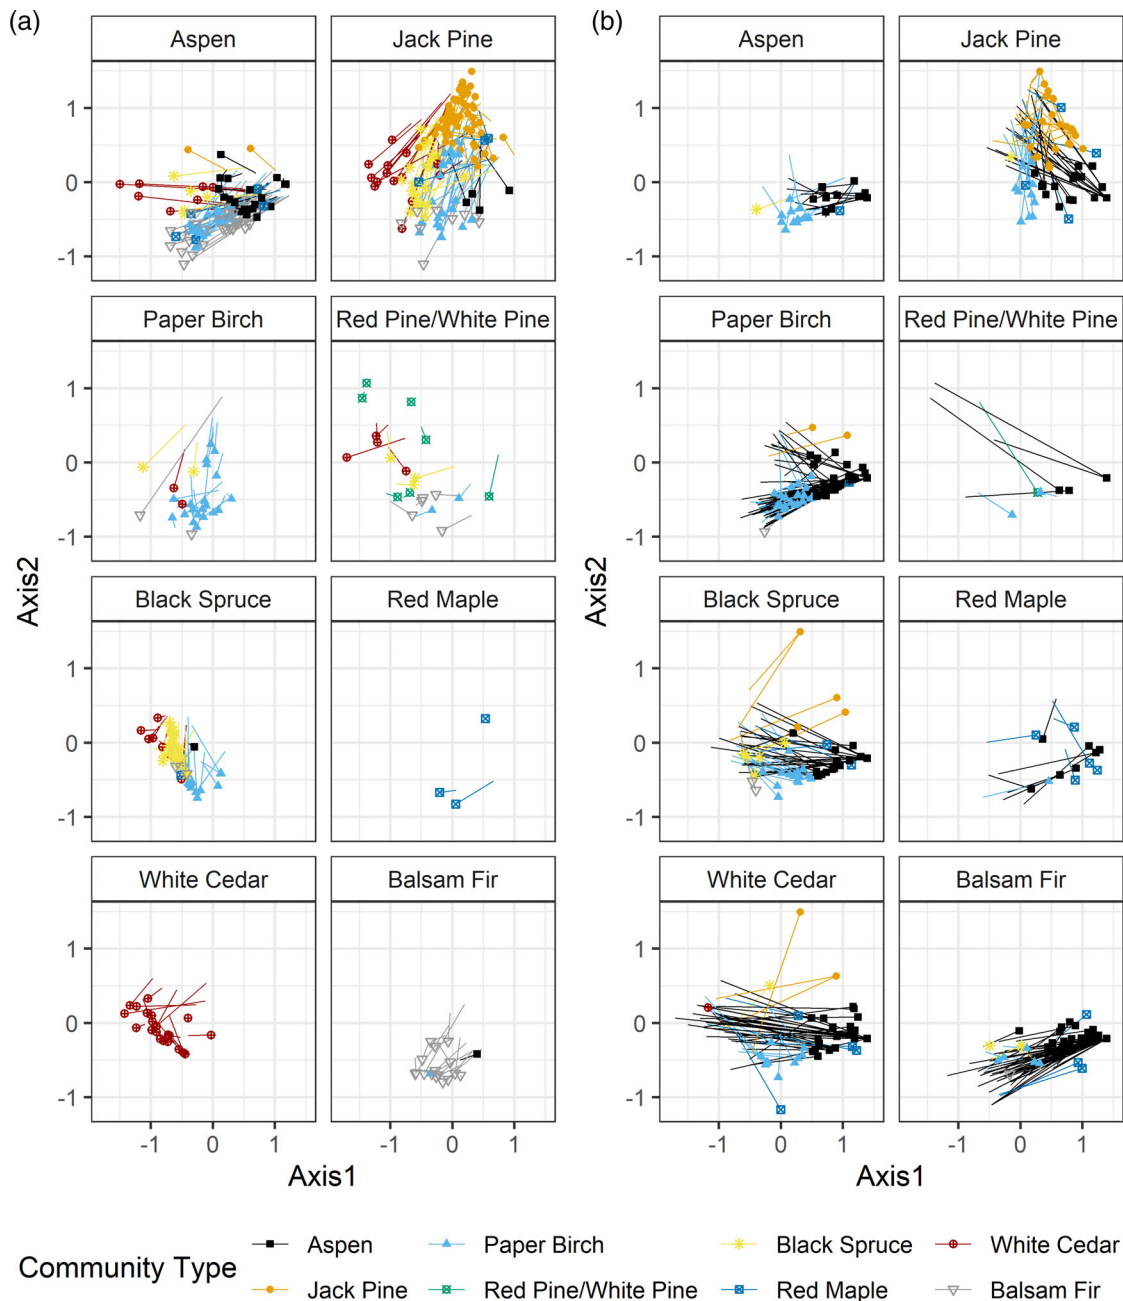 (a)
(b)
Aspen
Jack Pine
Aspen
Jack Pine
1
0
-1
1
0
-1
Paper Birch
Red Pine/White Pine
Paper Birch
Red Pine/White Pine
1
0
-1
1
0
-1
Axis2
Axis2
Black Spruce
Red Maple
Black Spruce
Red Maple
1
0
-1
1
0
-1
White Cedar
Balsam Fir
White Cedar
Balsam Fir
1
0
-1
1
0
-1
-1 0 1
-1 0 1
-1 0 1
-1 0 1
Axis1
Axis1
Community Type
Aspen
Paper Birch
Black Spruce
White Cedar
Jack Pine
Red Pine/White Pine
Red Maple
Balsam Fir